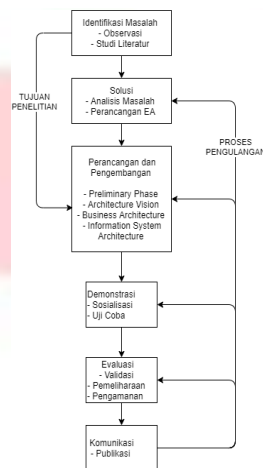 Identifikasi Masalah
- Observasi
- Studi Literatur
TUJUAN
PENELITIAN
Solusi
- Analisis Masalah
- Perancangan EA
PROSES
PENGULANGAN
Perancangan dan
Pengembangan
- Preliminary Phase
- Architecture Vision
- Business Architecture
- Information System
Architecture
Demonstrasi
- Sosialisasi
- Uji Coba
Evaluasi
- Validasi
- Pemeliharaan
- Pengamanan
Komunikasi
- Publikasi